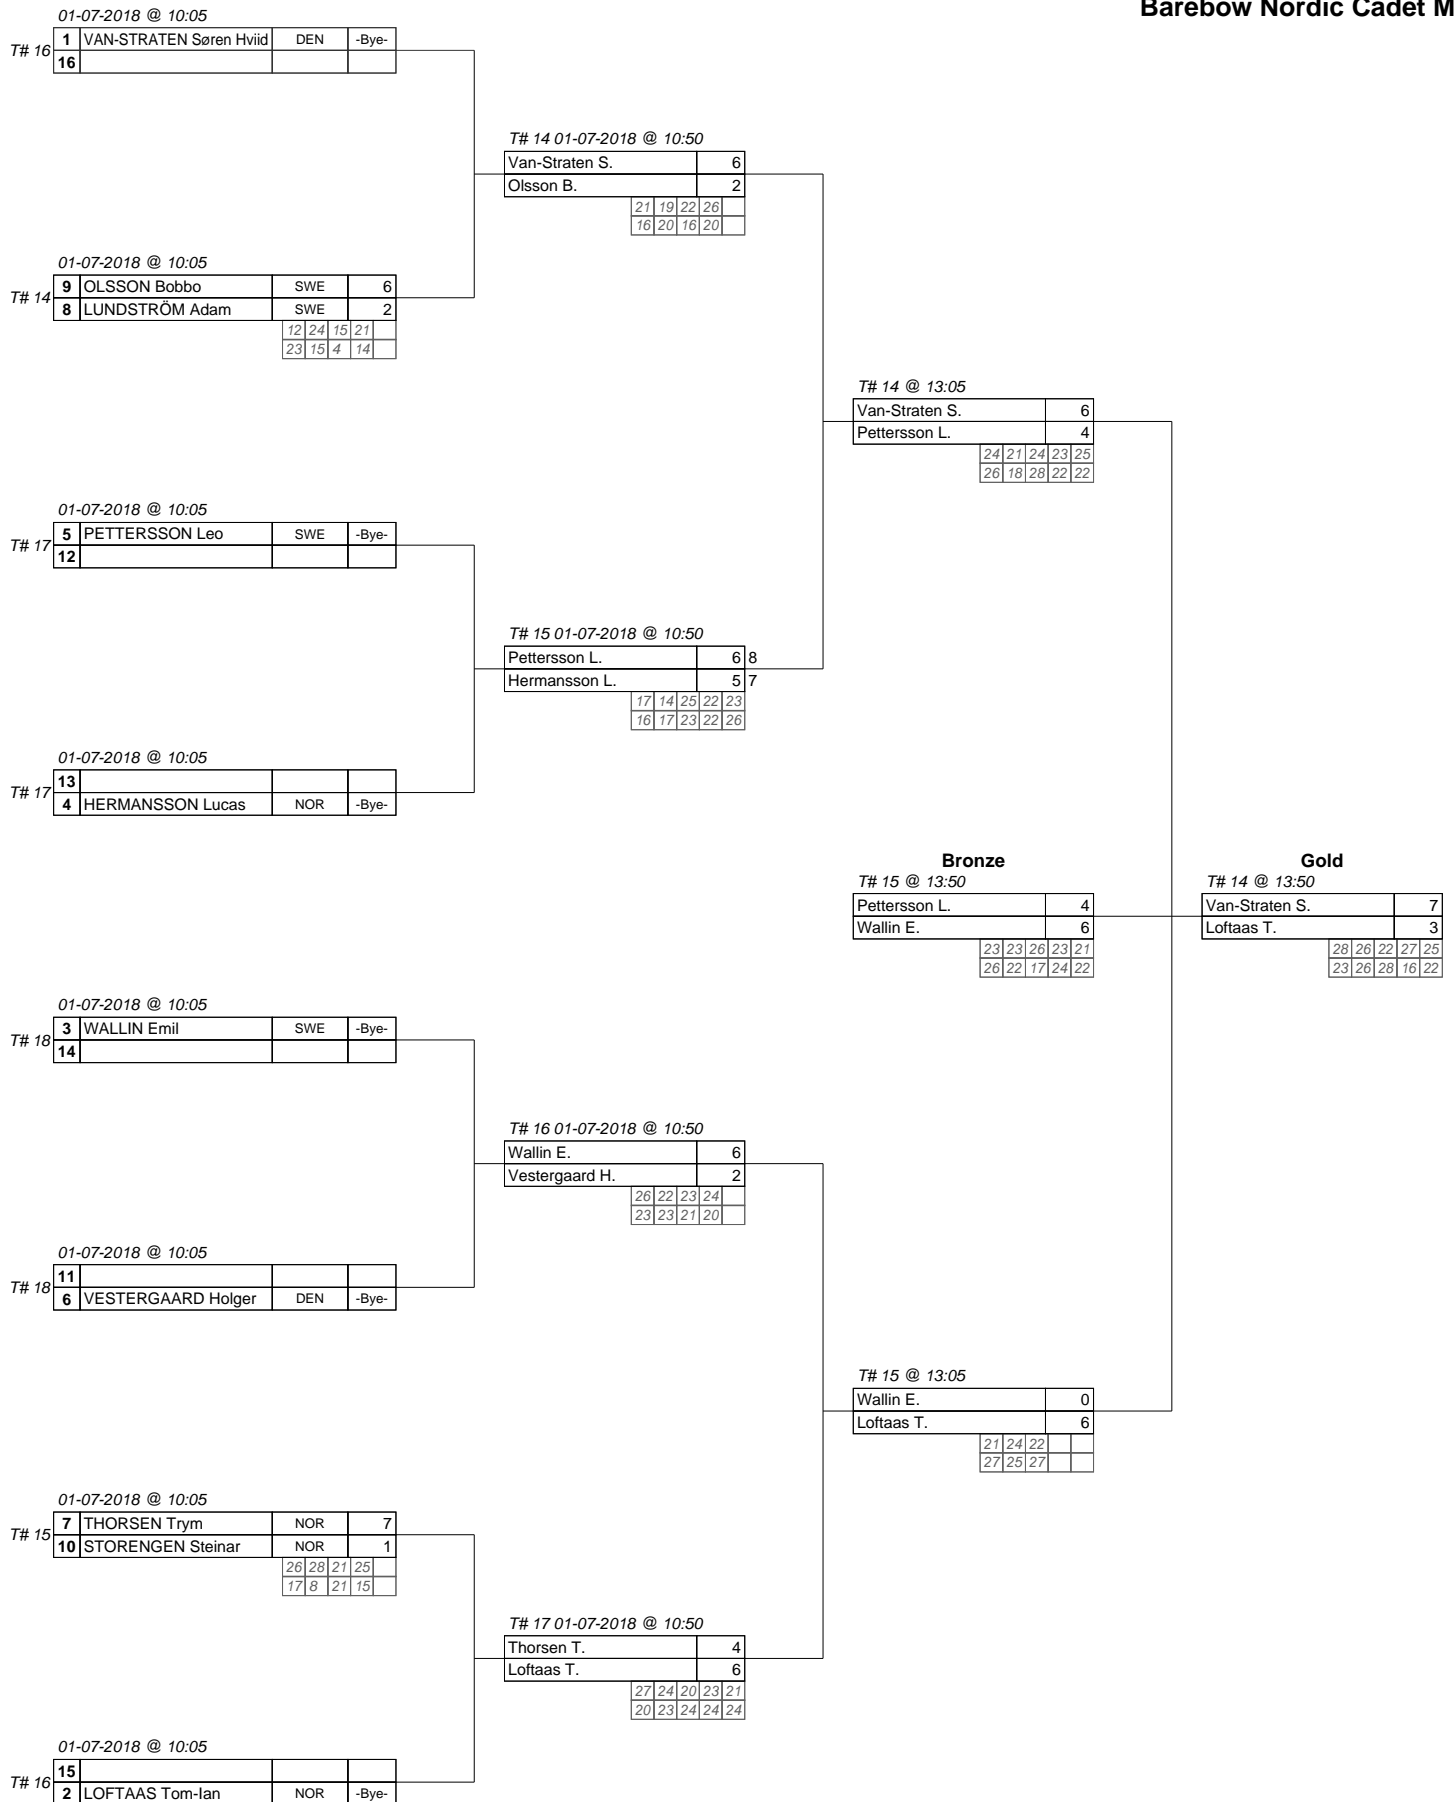 Barebow Nordic Cadet M
01-07-2018 @ 10:05
T# 16
1 VAN-STRATEN Søren Hviid DEN -Bye-
16
T# 14 01-07-2018 @ 10:50
Van-Straten S. 6
Olsson B. 2
21 19 22 26
16 20 16 20
01-07-2018 @ 10:05
T# 14
9 OLSSON Bobbo SWE 6
8 LUNDSTRÖM Adam SWE 2
12 24 15 21
23 15 4 14
T# 14 @ 13:05
Van-Straten S. 6
Pettersson L. 4
24 21 24 23 25
26 18 28 22 22
01-07-2018 @ 10:05
T# 17
5 PETTERSSON Leo SWE -Bye-
12
T# 15 01-07-2018 @ 10:50
Pettersson L. 6 8
Hermansson L. 5 7
17 14 25 22 23
16 17 23 22 26
01-07-2018 @ 10:05
T# 17
13
4 HERMANSSON Lucas NOR -Bye-
Bronze
T# 15 @ 13:50
Pettersson L. 4
Wallin E. 6
23 23 26 23 21
26 22 17 24 22
Gold
T# 14 @ 13:50
Van-Straten S. 7
Loftaas T. 3
28 26 22 27 25
23 26 28 16 22
01-07-2018 @ 10:05
T# 18
3 WALLIN Emil SWE -Bye-
14
T# 16 01-07-2018 @ 10:50
Wallin E. 6
Vestergaard H. 2
26 22 23 24
23 23 21 20
01-07-2018 @ 10:05
T# 18
11
6 VESTERGAARD Holger DEN -Bye-
T# 15 @ 13:05
Wallin E. 0
Loftaas T. 6
21 24 22
27 25 27
01-07-2018 @ 10:05
T# 15
7 THORSEN Trym NOR 7
10 STORENGEN Steinar NOR 1
26 28 21 25
17 8 21 15
T# 17 01-07-2018 @ 10:50
Thorsen T. 4
Loftaas T. 6
27 24 20 23 21
20 23 24 24 24
01-07-2018 @ 10:05
T# 16
15
2 LOFTAAS Tom-Ian NOR -Bye-